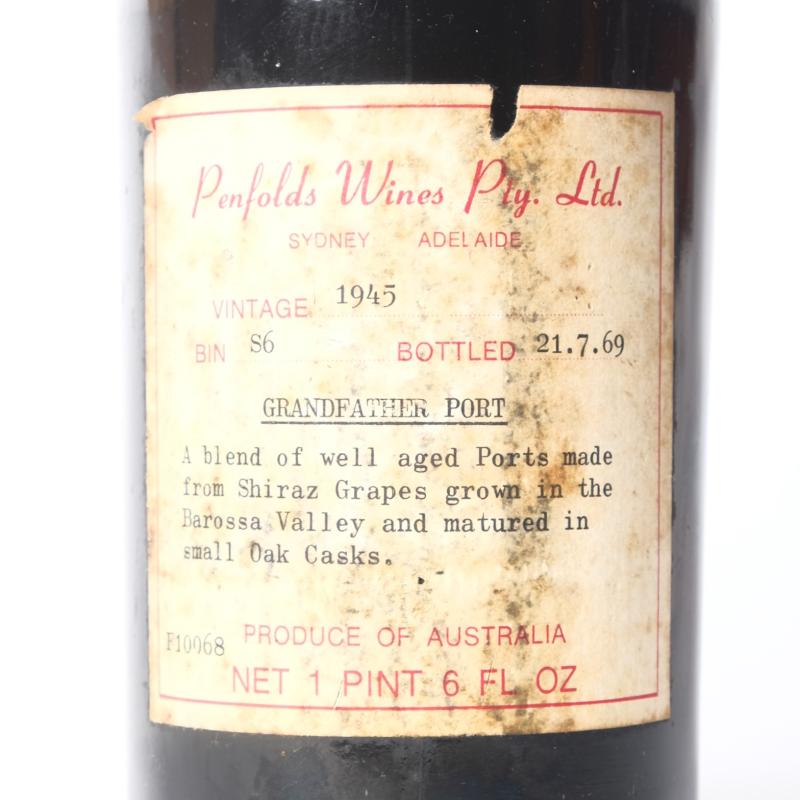 Penfolds Wines Pty. Ltd.
SYDNEY ADELAIDE
VINTAGE 1945
BIN S6 BOTTLED 21.7.69
GRANDFATHER PORT
A blend of well aged Ports made
from Shiraz Grapes grown in the
Barossa Valley and matured in
small Oak Casks.
F10068 PRODUCE OF AUSTRALIA
NET 1 PINT 6 FL OZ